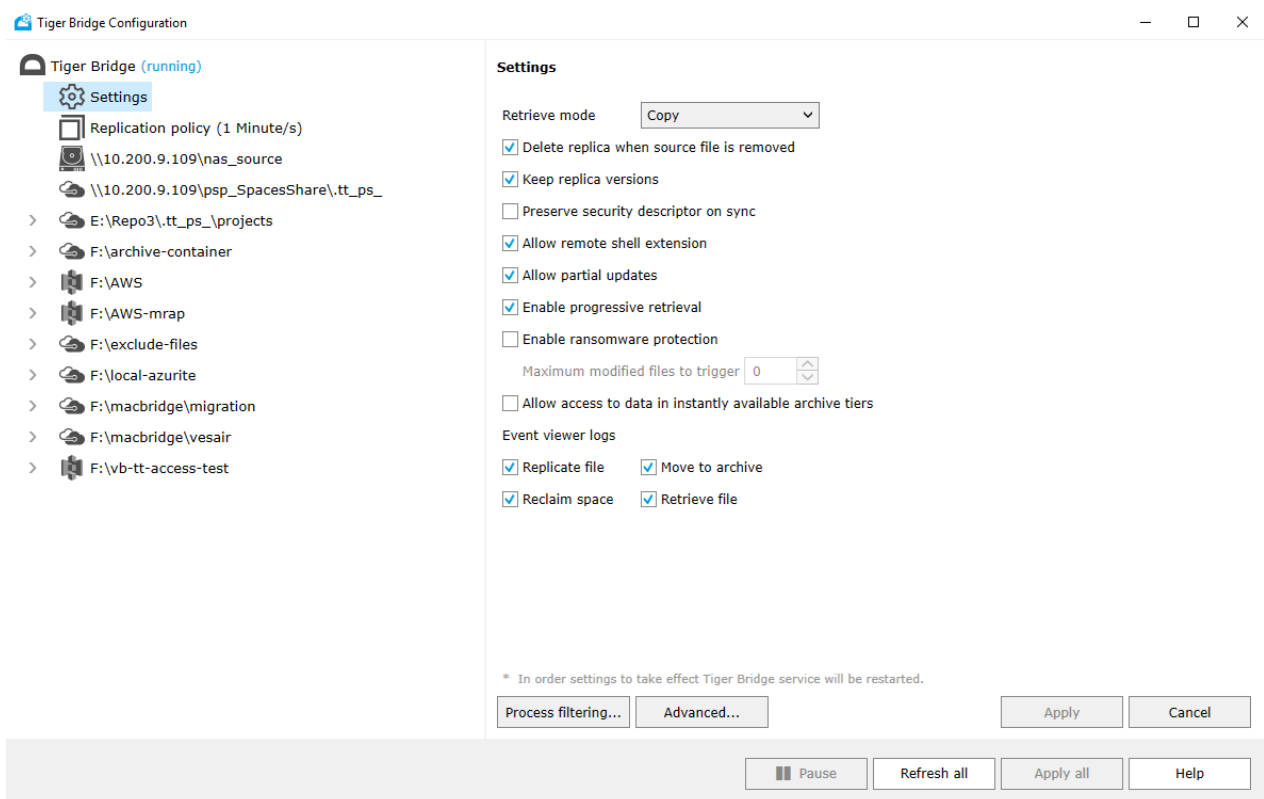 Tiger Bridge Configuration
Tiger Bridge (running)
Settings
Replication policy (1 Minute/s)
\\10.200.9.109\nas_source
\\10.200.9.109\psp_SpacesShare\.tt_ps_
E:\Repo3\.tt_ps_\projects
F:\archive-container
F:\AWS
F:\AWS-mrap
F:\exclude-files
F:\local-azurite
F:\macbridge\migration
F:\macbridge\vesair
F:\vb-tt-access-test
Settings
Retrieve mode Copy
Delete replica when source file is removed
Keep replica versions
Preserve security descriptor on sync
Allow remote shell extension
Allow partial updates
Enable progressive retrieval
Enable ransomware protection
Maximum modified files to trigger 0
Allow access to data in instantly available archive tiers
Event viewer logs
Replicate file Move to archive
Reclaim space Retrieve file
* In order settings to take effect Tiger Bridge service will be restarted.
Process filtering... Advanced... Apply Cancel
Pause Refresh all Apply all Help